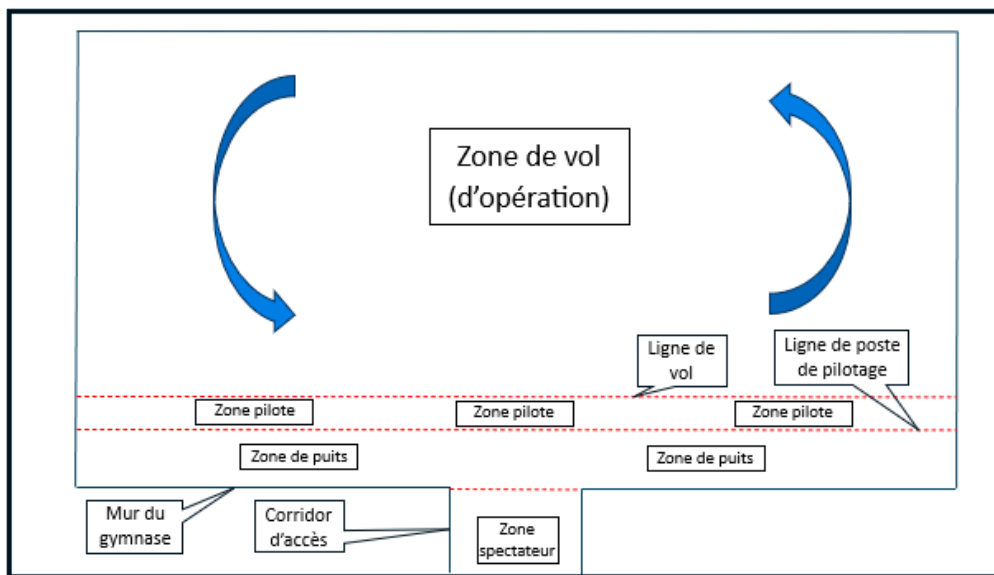 Zone de vol
(d’opération)
Ligne de
vol
Ligne de poste
de pilotage
Zone pilote
Zone pilote
Zone pilote
Zone de puits
Zone de puits
Mur du
gymnase
Corridor
d’accès
Zone
spectateur